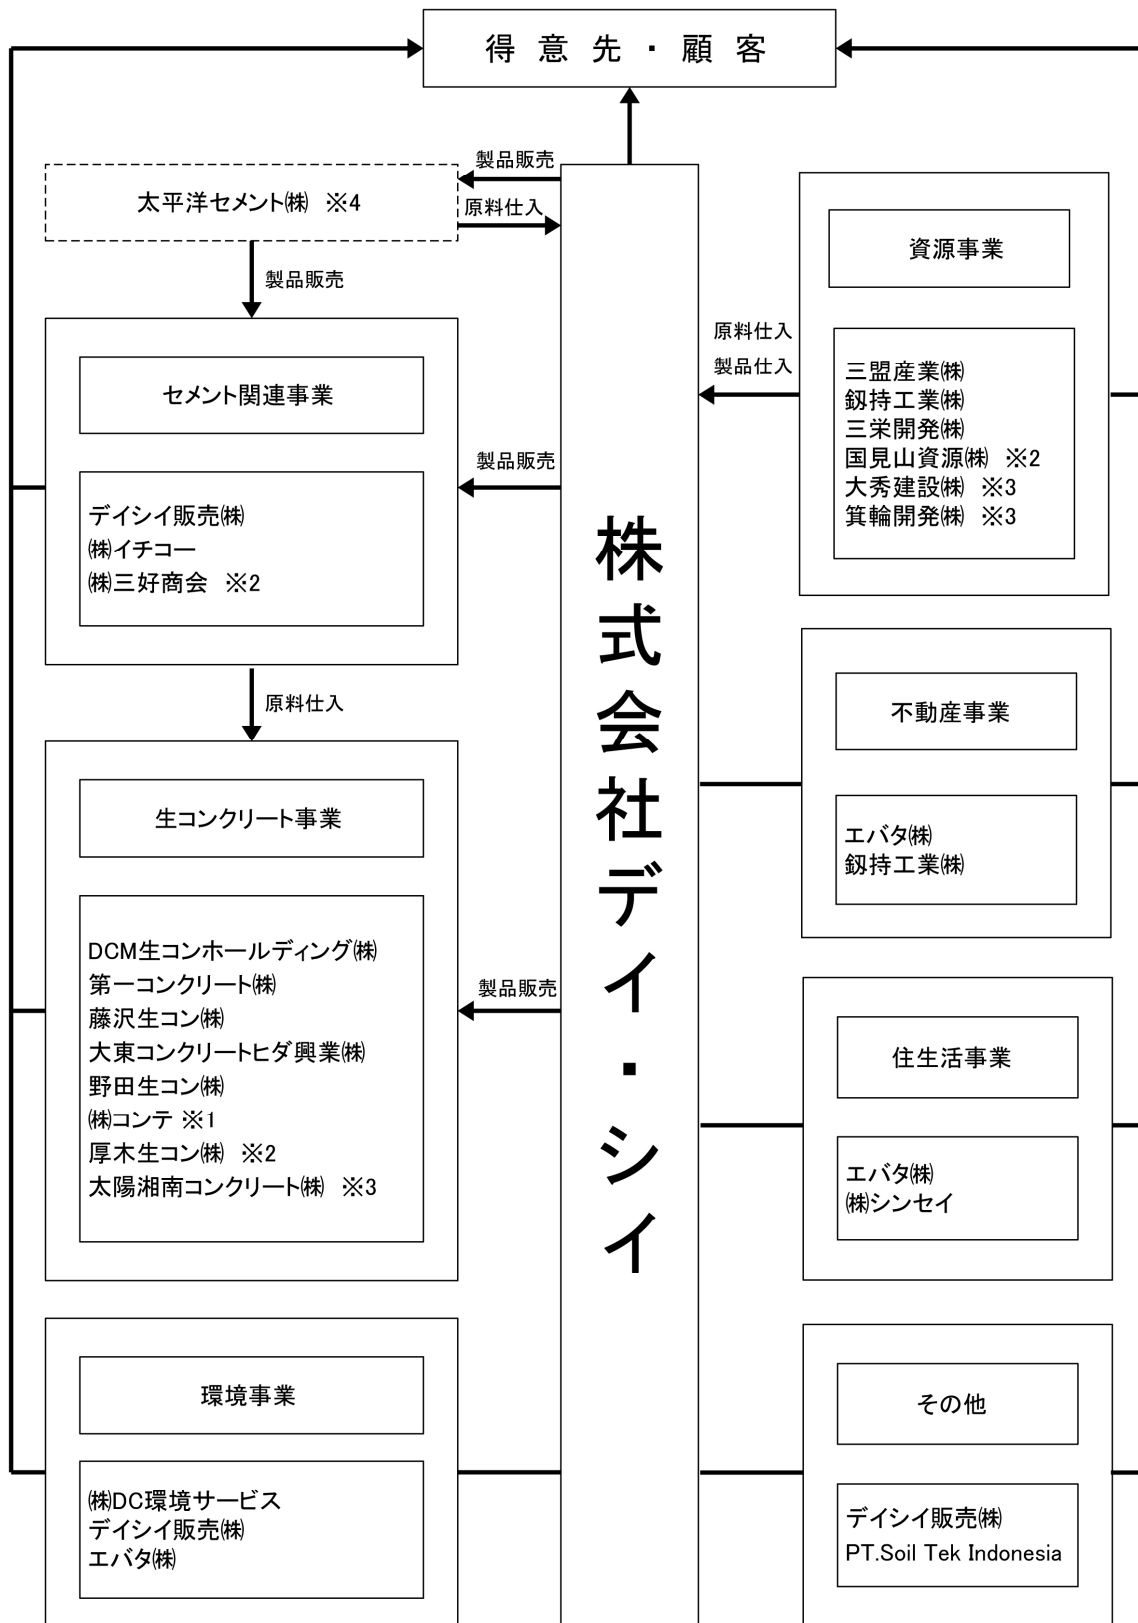 得意先・顧客
太平洋セメント㈱ ※4
製品販売
原料仕入
製品販売
セメント関連事業
デイシイ販売㈱
㈱イチコー
㈱三好商会 ※2
製品販売
原料仕入
生コンクリート事業
DCM生コンホールディング㈱
第一コンクリート㈱
藤沢生コン㈱
大東コンクリートヒダ興業㈱
野田生コン㈱
㈱コンテ ※1
厚木生コン㈱ ※2
太陽湘南コンクリート㈱ ※3
製品販売
環境事業
㈱DC環境サービス
デイシイ販売㈱
エバタ㈱
株式会社デイ・シイ
資源事業
原料仕入
製品仕入
三盟産業㈱
釼持工業㈱
三栄開発㈱
国見山資源㈱ ※2
大秀建設㈱ ※3
箕輪開発㈱ ※3
不動産事業
エバタ㈱
釼持工業㈱
住生活事業
エバタ㈱
㈱シンセイ
その他
デイシイ販売㈱
PT.Soil Tek Indonesia